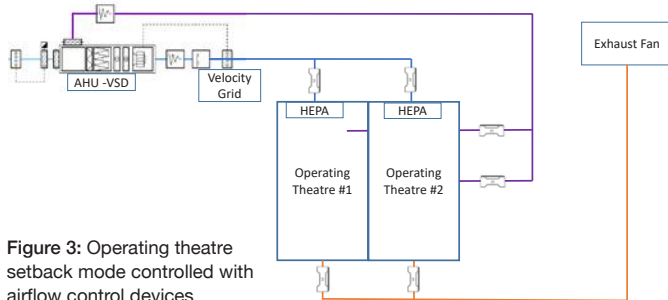 Exhaust Fan
AHU -VSD
Velocity
Grid
HEPA
HEPA
Operating
Theatre #1
Operating
Theatre #2
Figure 3: Operating theatre
setback mode controlled with
airflow control devices